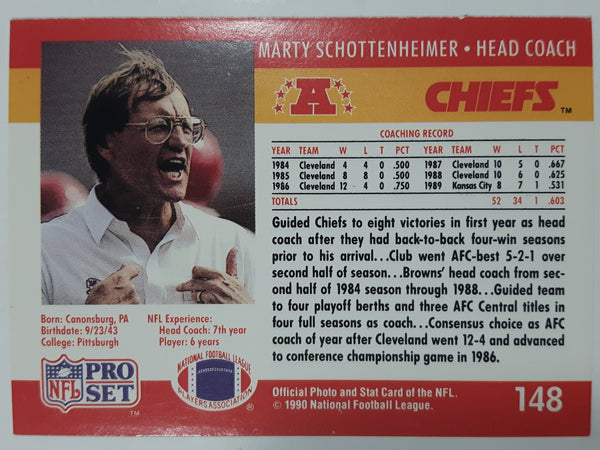 MARTY SCHOTTENHEIMER • HEAD COACH
A
CHIEFS™
COACHING RECORD
YEAR TEAM W L T PCT YEAR TEAM W L T PCT
1984 Cleveland 4 4 0 .500 1987 Cleveland 10 5 0 .667
1985 Cleveland 8 8 0 .500 1988 Cleveland 10 6 0 .625
1986 Cleveland 12 4 0 .750 1989 Kansas City 8 7 1 .531
TOTALS 52 34 1 .603
Guided Chiefs to eight victories in first year as head
coach after they had back-to-back four-win seasons
prior to his arrival...Club went AFC-best 5-2-1 over
second half of season...Browns' head coach from sec-
ond half of 1984 season through 1988...Guided team
to four playoff berths and three AFC Central titles in
four full seasons as coach...Consensus choice as AFC
coach of year after Cleveland went 12-4 and advanced
to conference championship game in 1986.
Born: Canonsburg, PA
Birthdate: 9/23/43
College: Pittsburgh
NFL Experience:
Head Coach: 7th year
Player: 6 years
NFL
PRO
SET
™
NATIONAL FOOTBALL LEAGUE
PLAYERS ASSOCIATION
Official Photo and Stat Card of the NFL.
© 1990 National Football League.
148